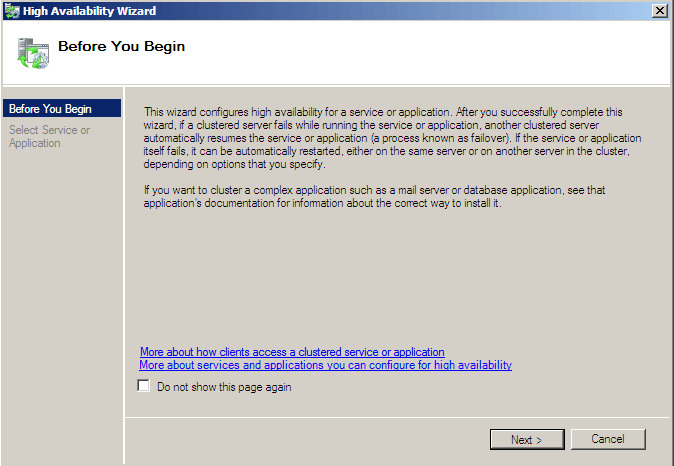 High Availability Wizard
Before You Begin
Before You Begin
Select Service or
Application
This wizard configures high availability for a service or application. After you successfully complete this
wizard, if a clustered server fails while running the service or application, another clustered server
automatically resumes the service or application (a process known as failover). If the service or application
itself fails, it can be automatically restarted, either on the same server or on another server in the cluster,
depending on options that you specify.
If you want to cluster a complex application such as a mail server or database application, see that
application's documentation for information about the correct way to install it.
More about how clients access a clustered service or application
More about services and applications you can configure for high availability
Do not show this page again
Next >
Cancel